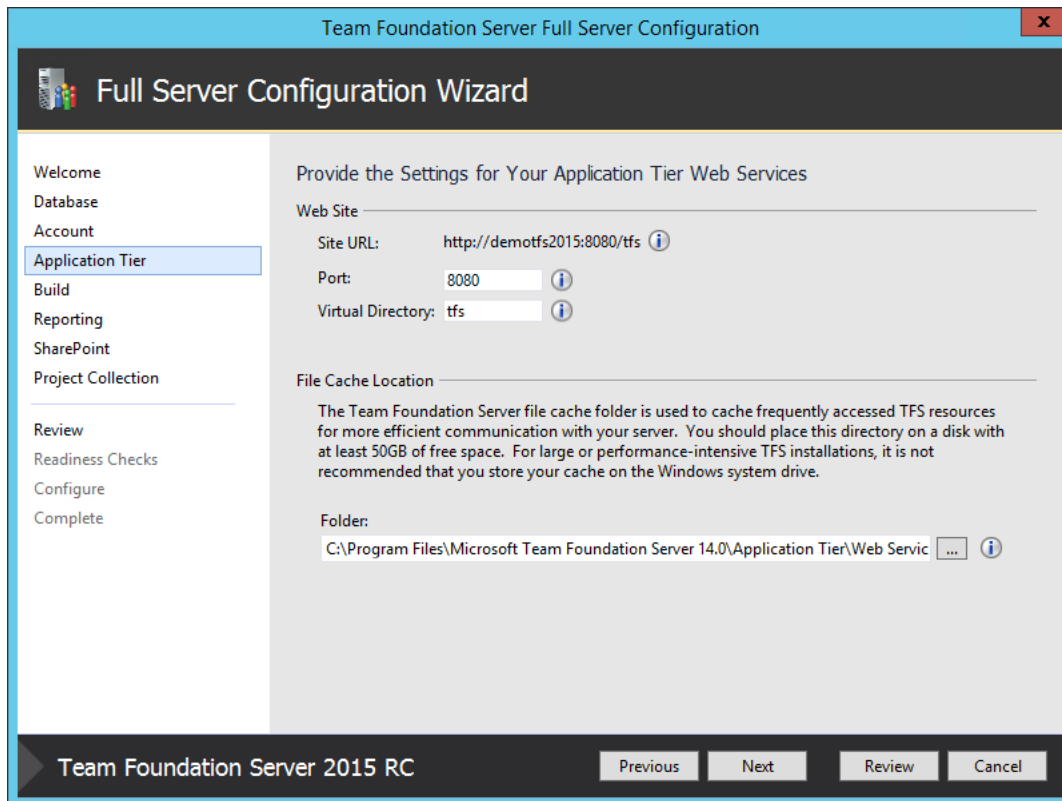 Team Foundation Server Full Server Configuration
x
Full Server Configuration Wizard
Welcome
Database
Account
Application Tier
Build
Reporting
SharePoint
Project Collection
Review
Readiness Checks
Configure
Complete
Provide the Settings for Your Application Tier Web Services
Web Site
Site URL: http://demotfs2015:8080/tfs
Port: 8080
Virtual Directory: tfs
File Cache Location
The Team Foundation Server file cache folder is used to cache frequently accessed TFS resources
for more efficient communication with your server.  You should place this directory on a disk with
at least 50GB of free space.  For large or performance-intensive TFS installations, it is not
recommended that you store your cache on the Windows system drive.
Folder:
C:\Program Files\Microsoft Team Foundation Server 14.0\Application Tier\Web Servic ...
Team Foundation Server 2015 RC
Previous Next Review Cancel